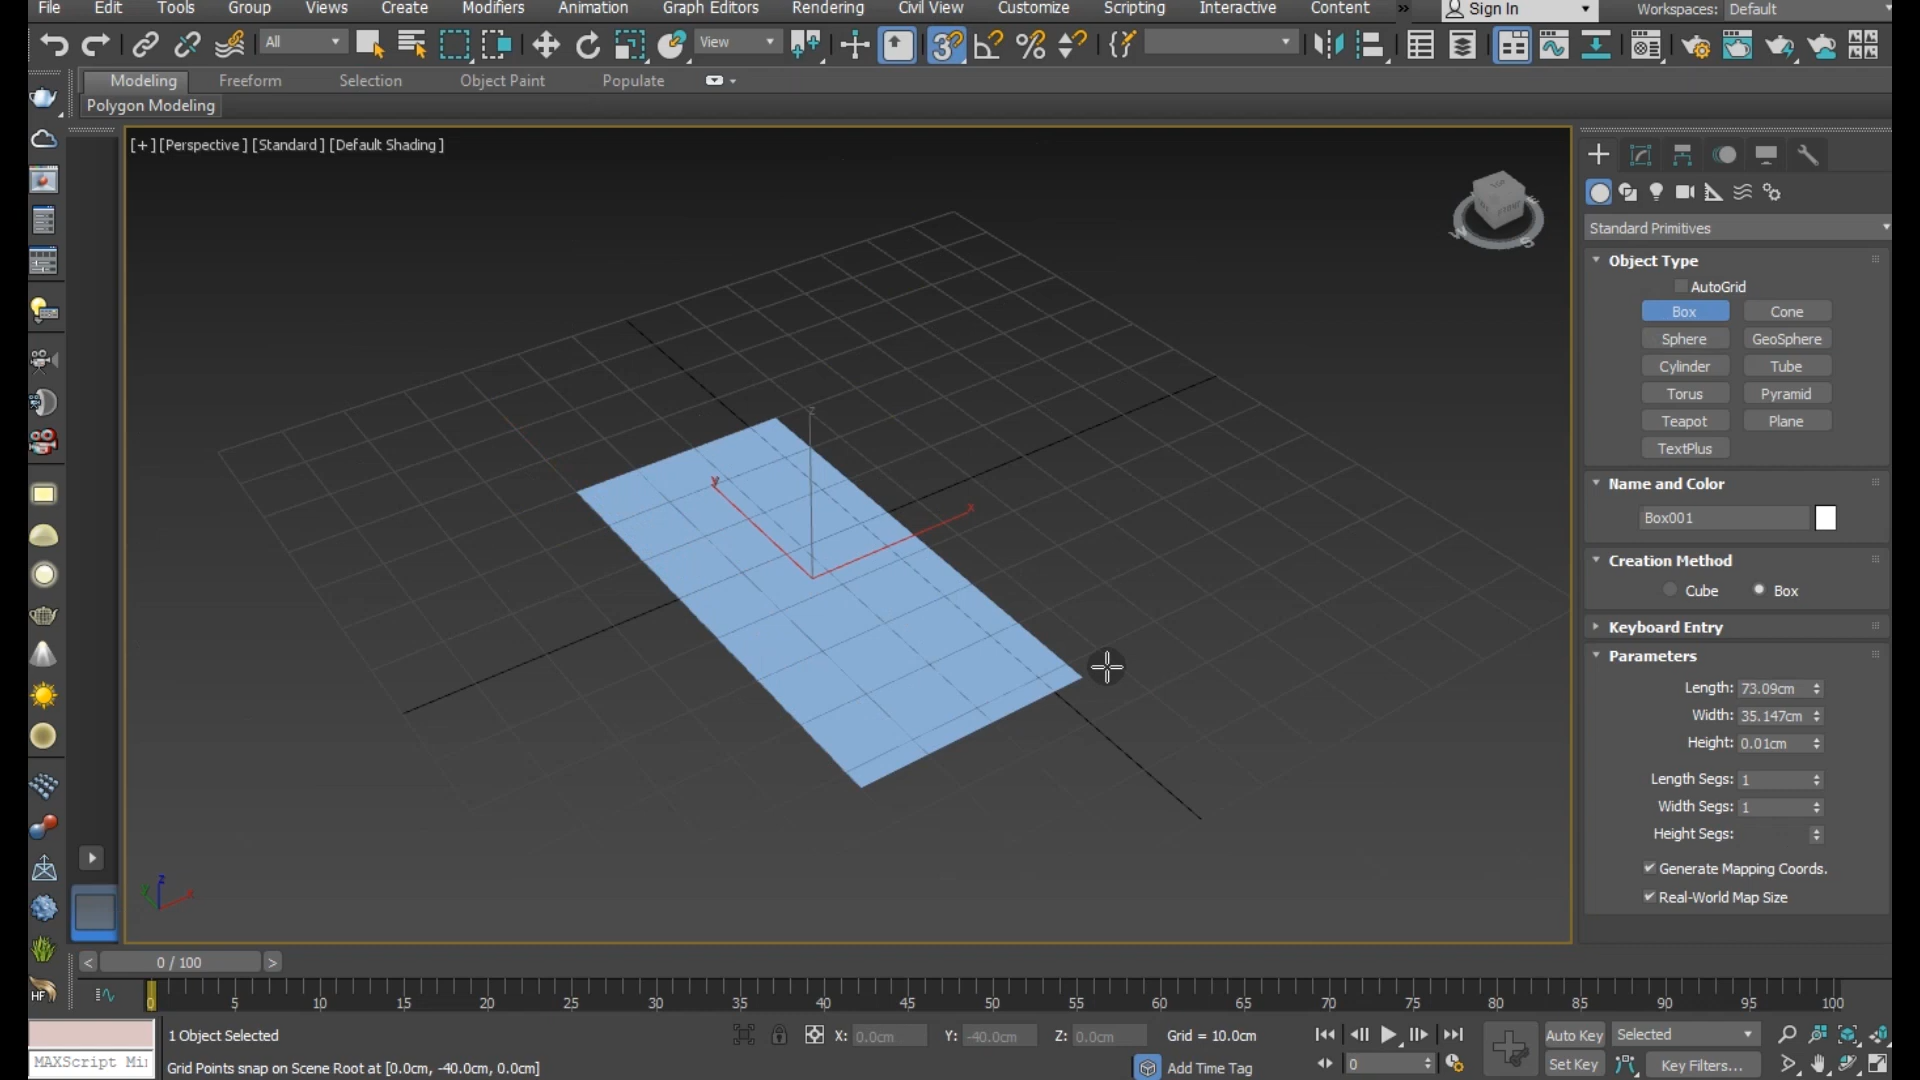 File Edit Tools Group Views Create Modifiers Animation Graph Editors Rendering Civil View Customize Scripting Interactive Content » Sign In Workspaces: Default
All View
Modeling Freeform Selection Object Paint Populate
Polygon Modeling
[+] [Perspective] [Standard] [Default Shading]
Standard Primitives
Object Type
AutoGrid
Box Cone
Sphere GeoSphere
Cylinder Tube
Torus Pyramid
Teapot Plane
TextPlus
Name and Color
Box001
Creation Method
Cube Box
Keyboard Entry
Parameters
Length: 73.09cm
Width: 35.147cm
Height: 0.01cm
Length Segs: 1
Width Segs: 1
Height Segs:
Generate Mapping Coords.
Real-World Map Size
z
y
x
W
S
z
y
x
< 0 / 100 >
0 5 10 15 20 25 30 35 40 45 50 55 60 65 70 75 80 85 90 95 100
HF
1 Object Selected X: 0.0cm Y: -40.0cm Z: 0.0cm Grid = 10.0cm Auto Key Selected
MAXScript Mi Grid Points snap on Scene Root at [0.0cm, -40.0cm, 0.0cm] Add Time Tag 0 Set Key Key Filters...